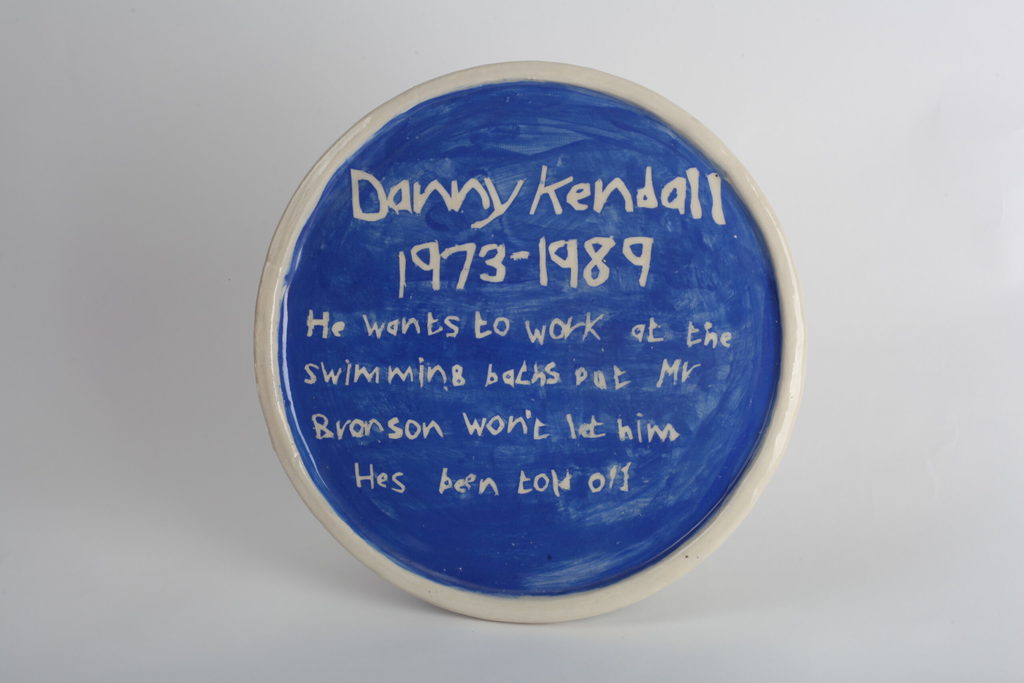 Danny Kendall
1973-1989
He wants to work at the
swimming baths but Mr
Bronson won't let him
Hes been told off